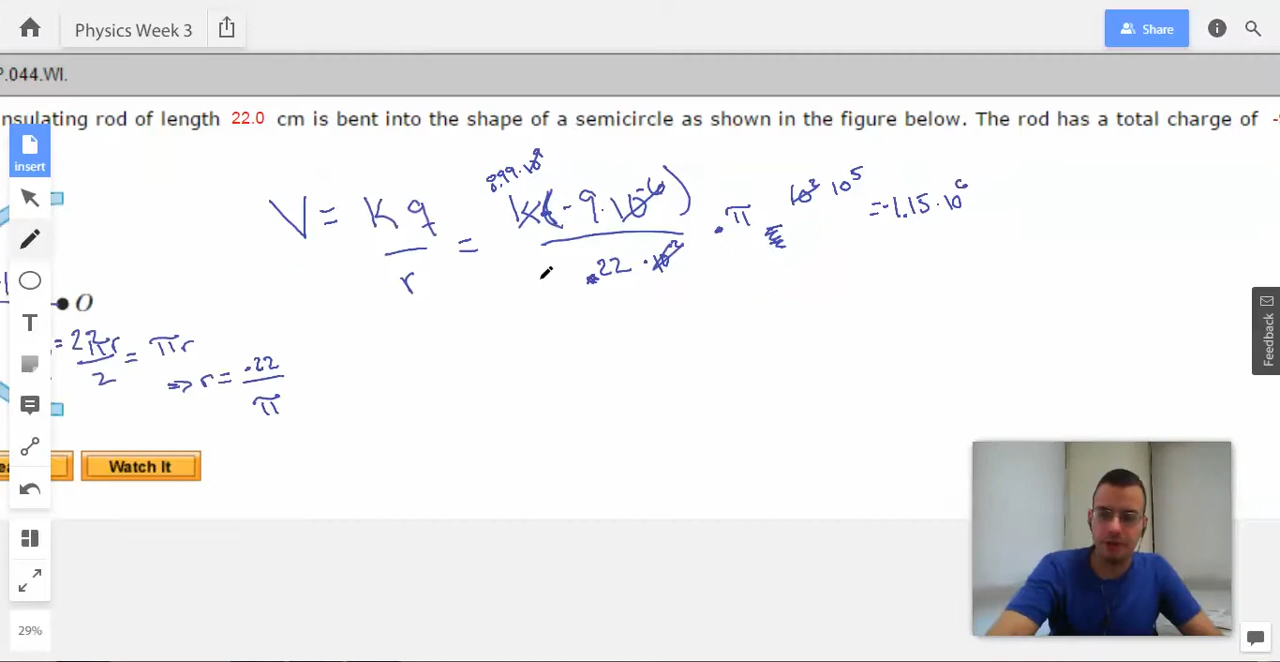 Physics Week 3
Share
P.044.WI.
nsulating rod of length 22.0 cm is bent into the shape of a semicircle as shown in the figure below. The rod has a total charge of -
insert
8.99·10⁹
V = Kq/r = k(-9·10⁻⁶)/.22·10⁻² · π 10³ 10⁵ = -1.15·10⁶
O
= 2πr/2 = πr
⇒ r = .22/π
T
Watch It
Feedback
29%